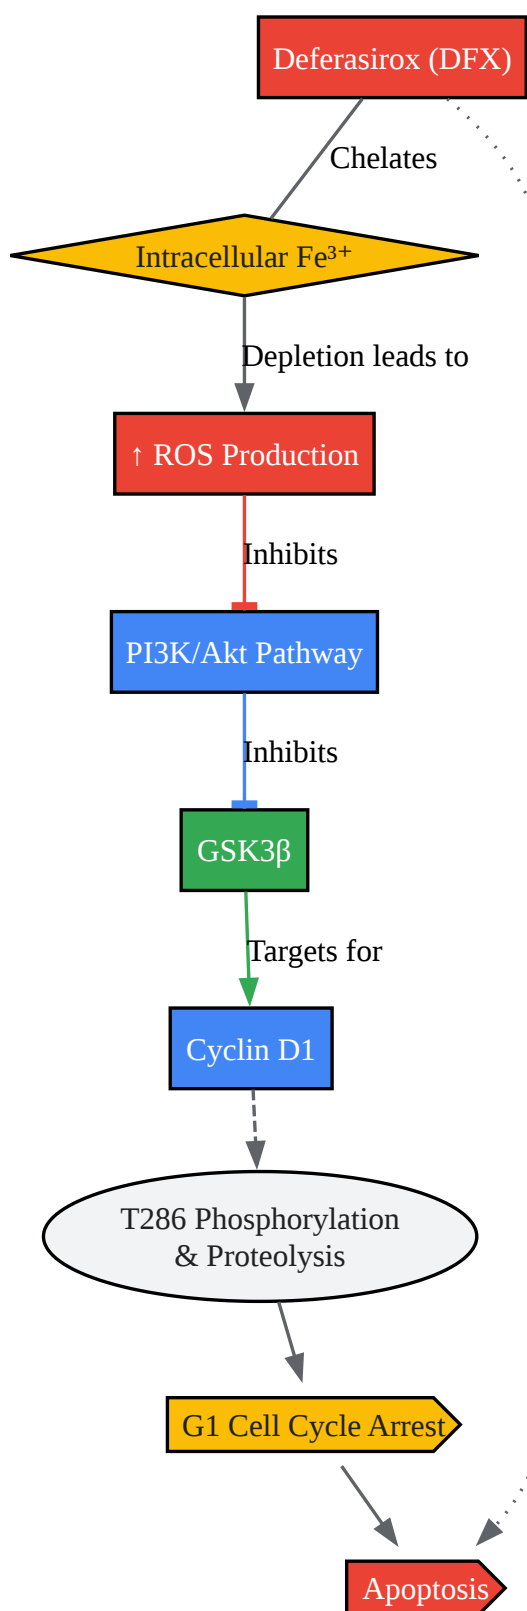 Deferasirox (DFX)
Chelates
Intracellular Fe³⁺
Depletion leads to
↑ ROS Production
Inhibits
PI3K/Akt Pathway
Inhibits
GSK3β
Targets for
Cyclin D1
T286 Phosphorylation
& Proteolysis
G1 Cell Cycle Arrest
Apoptosis